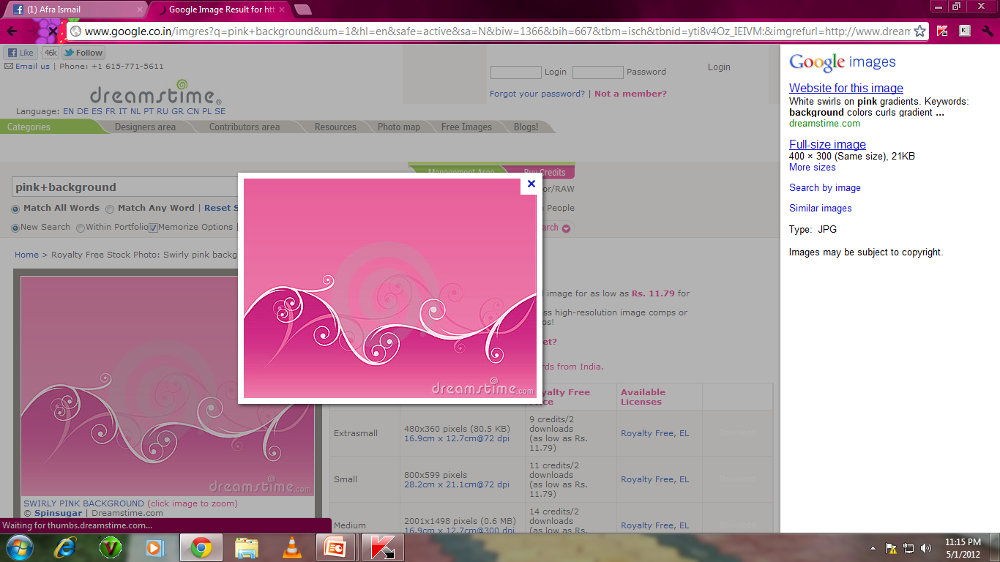 (1) Afra Ismail
Google Image Result for htt
www.google.co.in/imgres?q=pink+background&um=1&hl=en&safe=active&sa=N&biw=1366&bih=667&tbm=isch&tbnid=yti8v4Oz_IEIVM:&imgrefurl=http://www.dream
Like 46k Follow
Email us | Phone: +1 615-771-5611
dreamstime®
Login Password Login
Forgot your password? | Not a member?
Language: EN DE ES FR IT NL PT RU GR CN PL SE
Categories Designers area Contributors area Resources Photo map Free Images Blogs!
Management Area Buy Credits
pink+background
or/RAW
Match All Words Match Any Word | Reset S
People
New Search Within Portfolio Memorize Options |
arch
Home > Royalty Free Stock Photo: Swirly pink backg
image for as low as Rs. 11.79 for
ss high-resolution image comps or
os!
et?
rds from India.
dreamstime.com
yalty Free
ice
Available
Licenses
Extrasmall
480x360 pixels (80.5 KB)
16.9cm x 12.7cm@72 dpi
9 credits/2
downloads
(as low as Rs.
11.79)
Royalty Free, EL
Download
Small
800x599 pixels
28.2cm x 21.1cm@72 dpi
11 credits/2
downloads
(as low as Rs.
11.79)
Royalty Free, EL
Download
Medium
2001x1498 pixels (0.6 MB)
16.9cm x 12.7cm@300 dpi
14 credits/2
downloads
(as low as Rs.
Royalty Free, EL
Download
dreamstime.com
SWIRLY PINK BACKGROUND (click image to zoom)
© Spinsugar | Dreamstime.com
Waiting for thumbs.dreamstime.com...
Google images
Website for this image
White swirls on pink gradients. Keywords:
background colors curls gradient ...
dreamstime.com
Full-size image
400 × 300 (Same size), 21KB
More sizes
Search by image
Similar images
Type: JPG
Images may be subject to copyright.
11:15 PM
5/1/2012